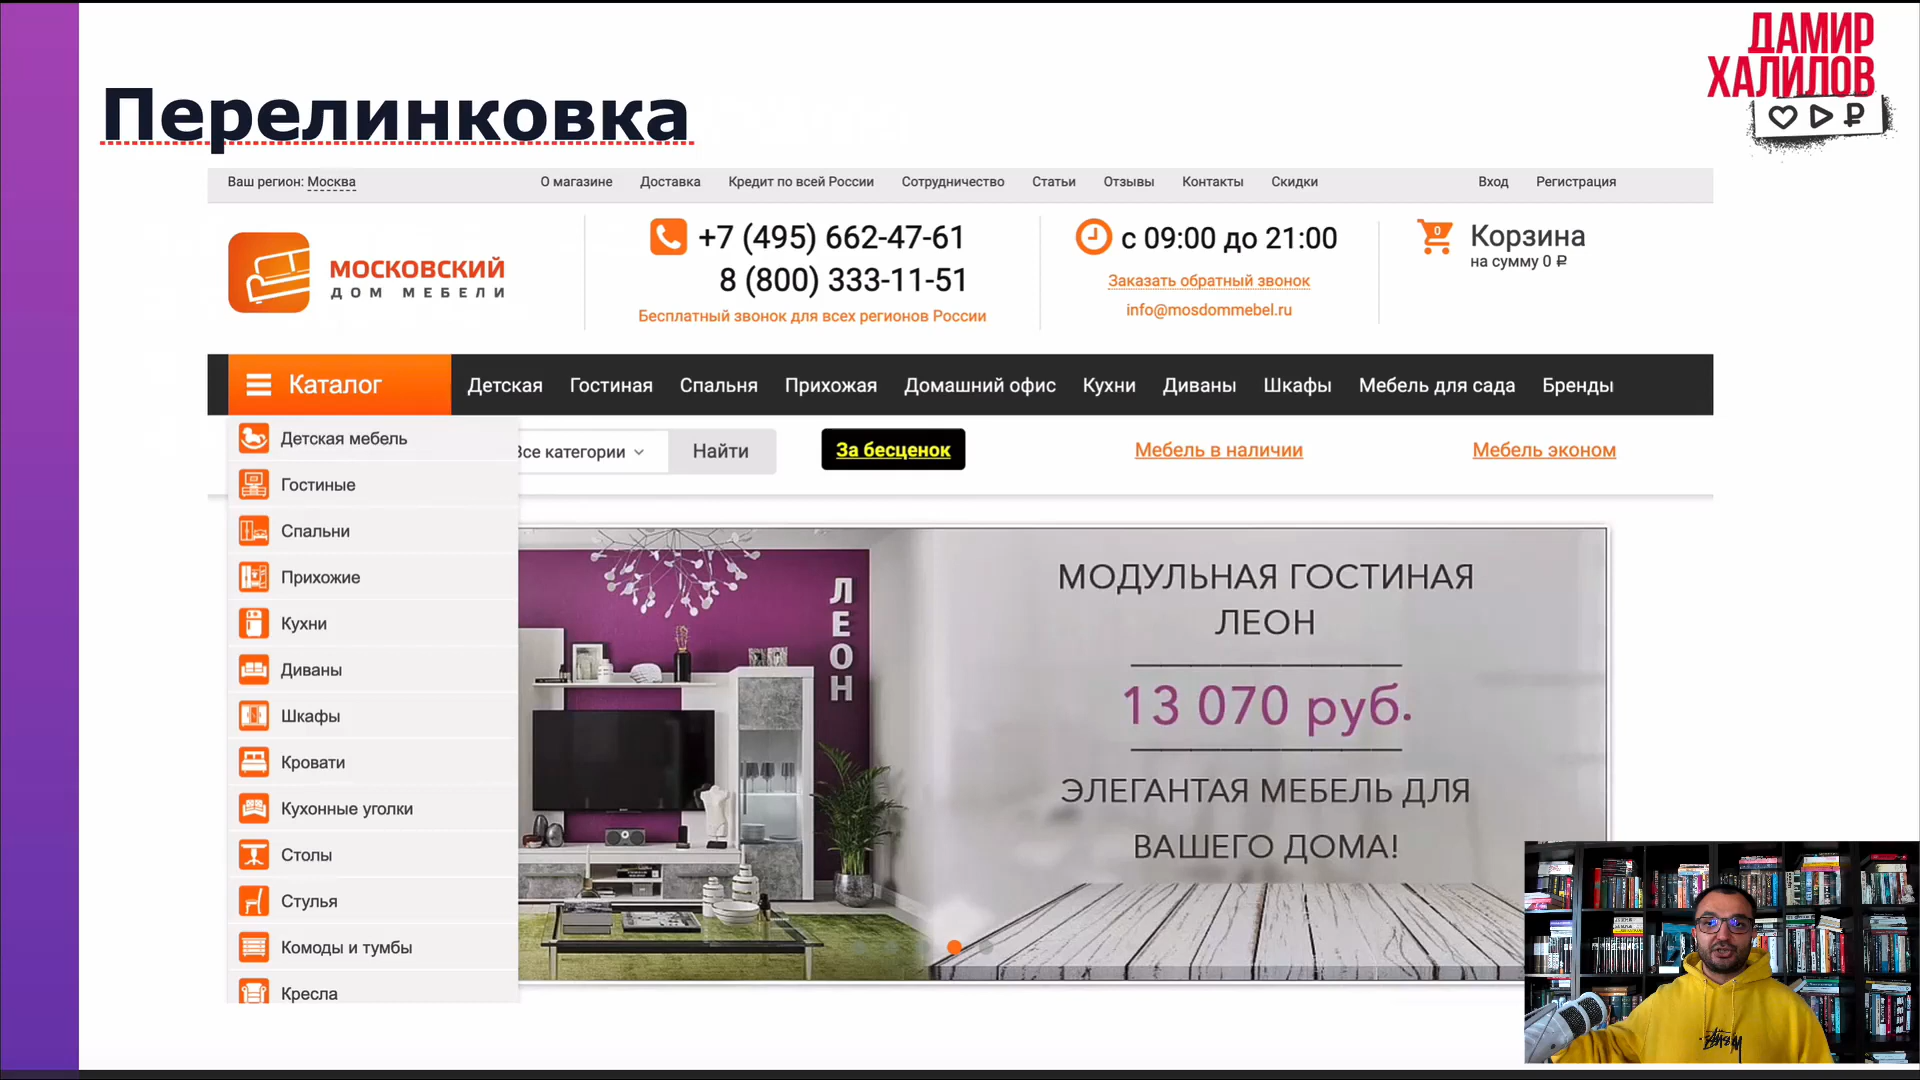 ДАМИР
ХАЛИЛОВ
Перелинковка
Ваш регион: Москва
О магазине
Доставка
Кредит по всей России
Сотрудничество
Статьи
Отзывы
Контакты
Скидки
Вход
Регистрация
МОСКОВСКИЙ
ДОМ МЕБЕЛИ
+7 (495) 662-47-61
8 (800) 333-11-51
Бесплатный звонок для всех регионов России
с 09:00 до 21:00
Заказать обратный звонок
info@mosdommebel.ru
0
Корзина
на сумму 0 ₽
Каталог
Детская
Гостиная
Спальня
Прихожая
Домашний офис
Кухни
Диваны
Шкафы
Мебель для сада
Бренды
Все категории
Найти
За бесценок
Мебель в наличии
Мебель эконом
Детская мебель
Гостиные
Спальни
Прихожие
Кухни
Диваны
Шкафы
Кровати
Кухонные уголки
Столы
Стулья
Комоды и тумбы
Кресла
ЛЕОН
МОДУЛЬНАЯ ГОСТИНАЯ
ЛЕОН
13 070 руб.
ЭЛЕГАНТАЯ МЕБЕЛЬ ДЛЯ
ВАШЕГО ДОМА!